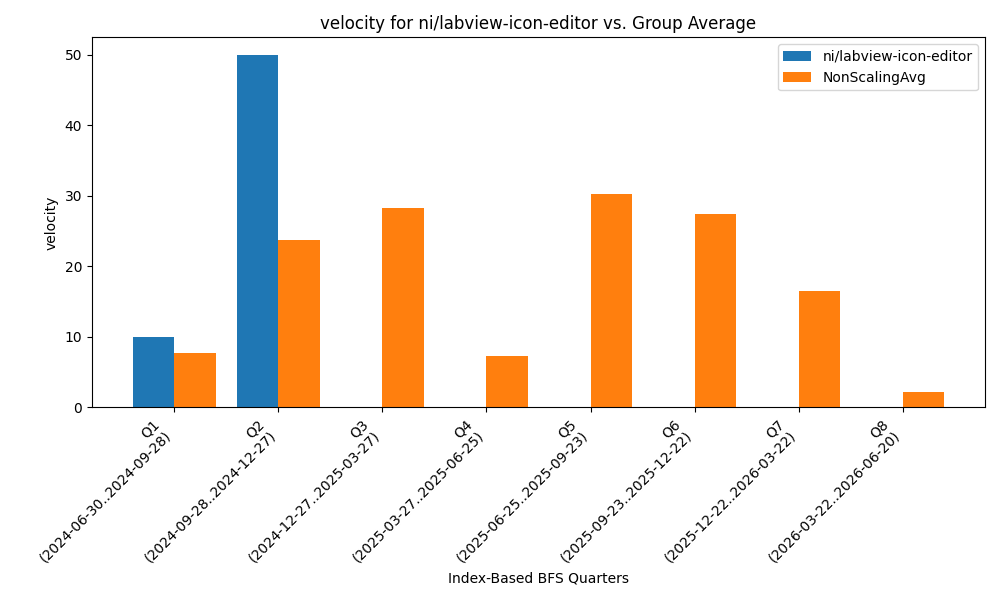 velocity for ni/labview-icon-editor vs. Group Average
ni/labview-icon-editor
NonScalingAvg
velocity
50
40
30
20
10
0
Q1
(2024-06-30..2024-09-28)
Q2
(2024-09-28..2024-12-27)
Q3
(2024-12-27..2025-03-27)
Q4
(2025-03-27..2025-06-25)
Q5
(2025-06-25..2025-09-23)
Q6
(2025-09-23..2025-12-22)
Q7
(2025-12-22..2026-03-22)
Q8
(2026-03-22..2026-06-20)
Index-Based BFS Quarters